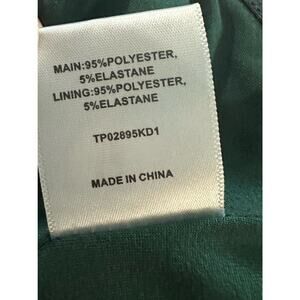 MAIN:95%POLYESTER,
5%ELASTANE
LINING:95%POLYESTER,
5%ELASTANE
TP02895KD1
MADE IN CHINA